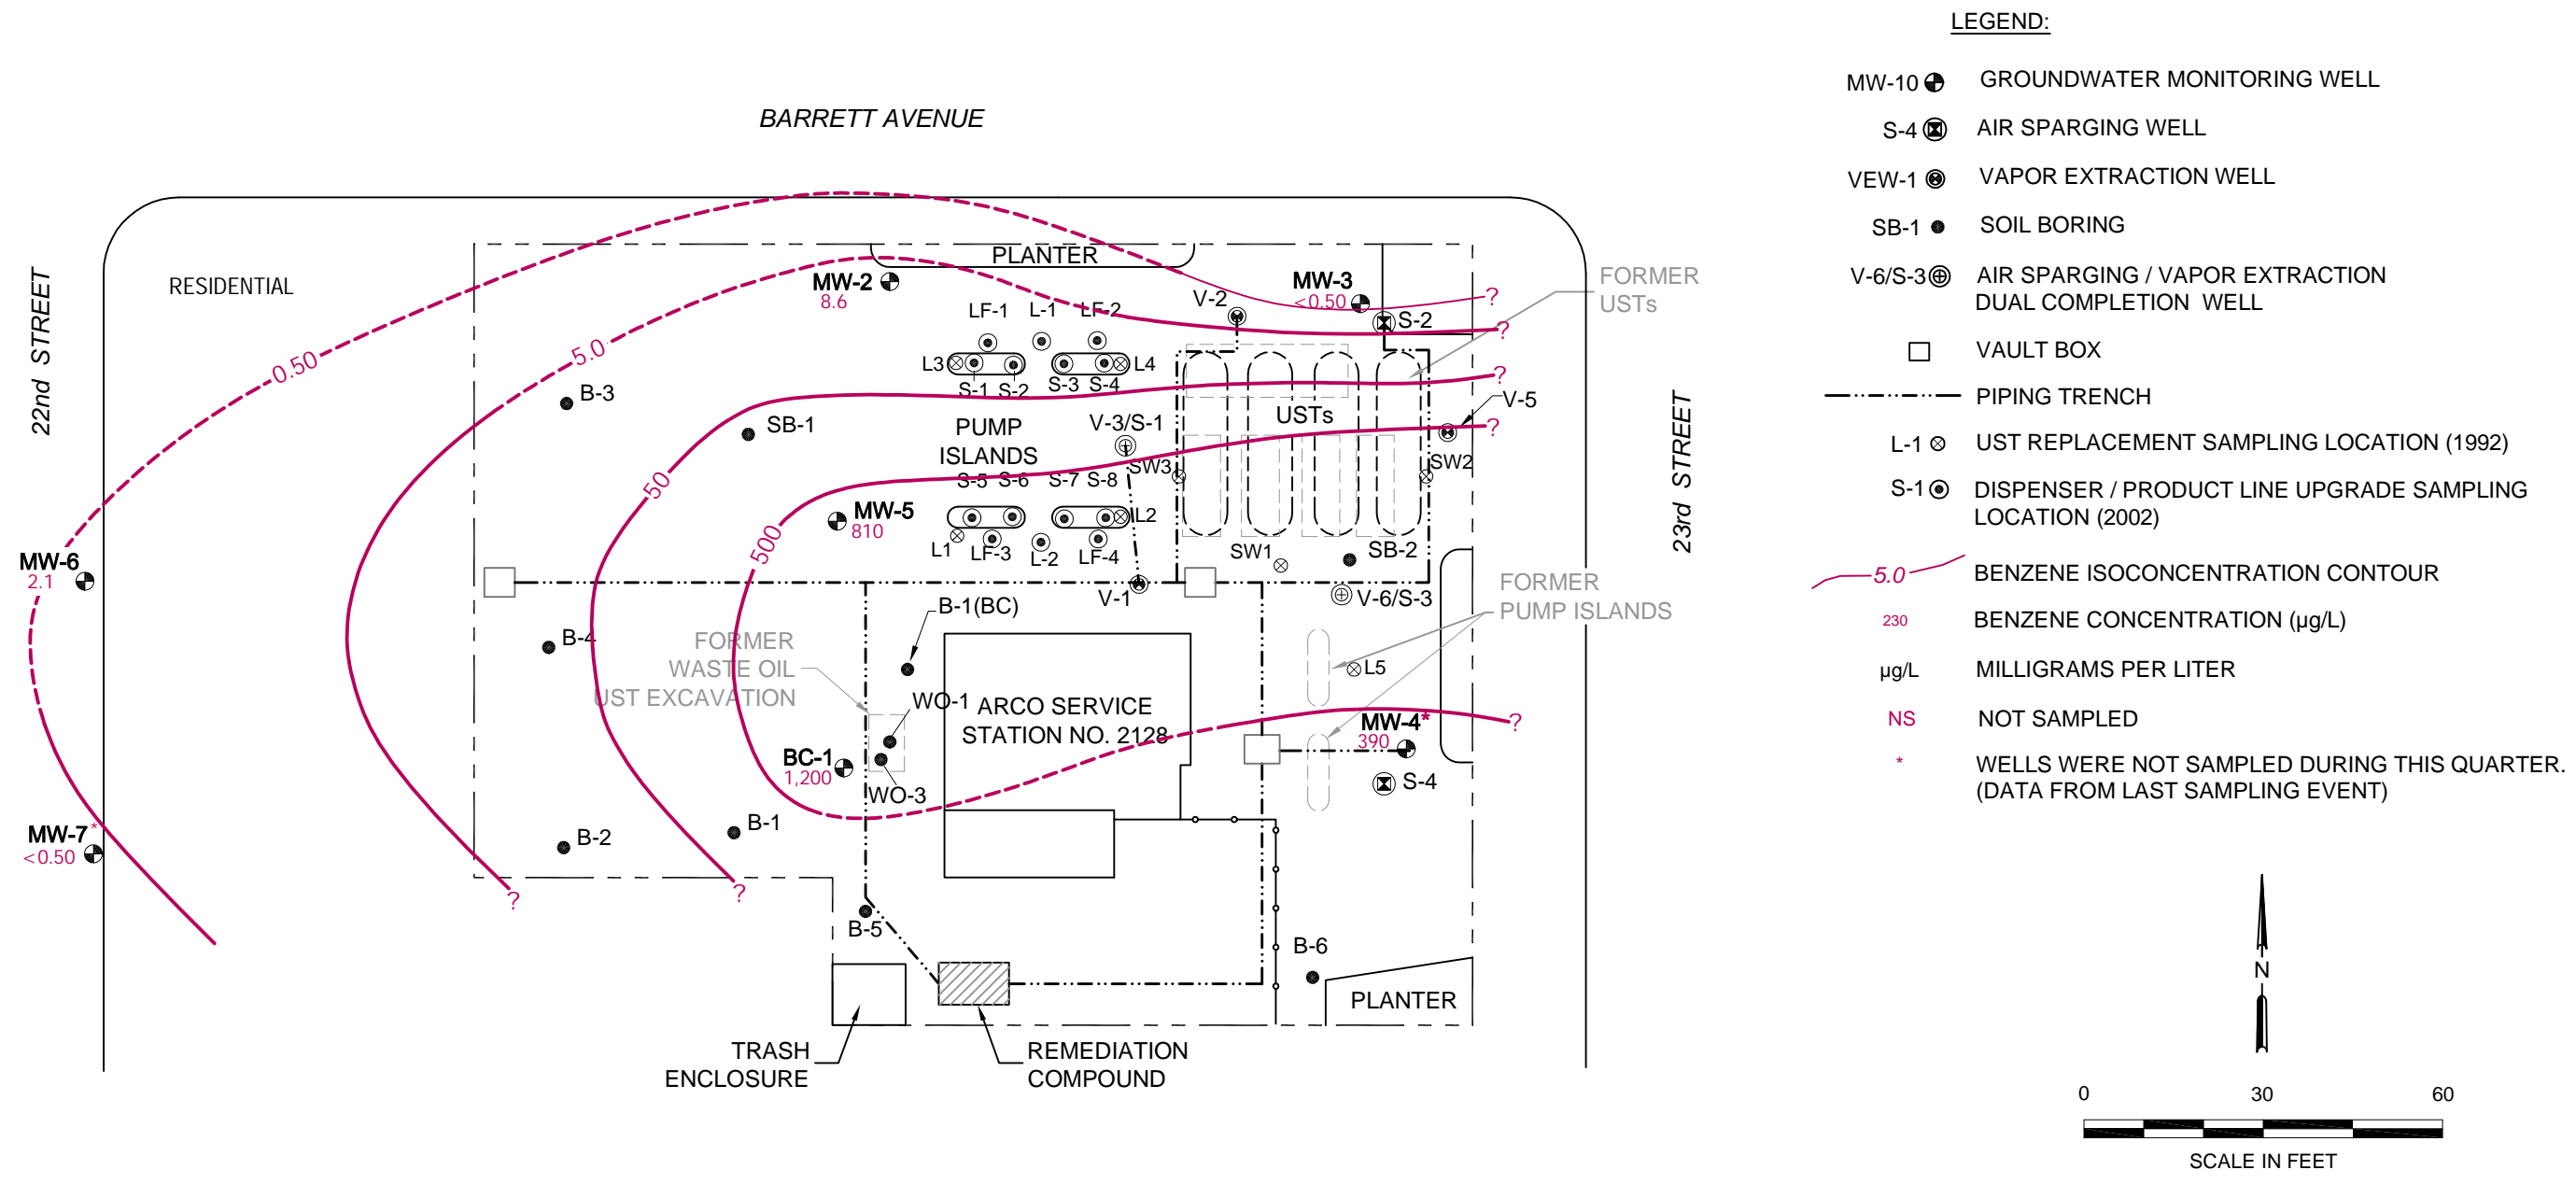 LEGEND:
MW-10 GROUNDWATER MONITORING WELL
S-4 AIR SPARGING WELL
VEW-1 VAPOR EXTRACTION WELL
SB-1 SOIL BORING
V-6/S-3 AIR SPARGING / VAPOR EXTRACTION
DUAL COMPLETION WELL
VAULT BOX
PIPING TRENCH
L-1 UST REPLACEMENT SAMPLING LOCATION (1992)
S-1 DISPENSER / PRODUCT LINE UPGRADE SAMPLING
LOCATION (2002)
5.0 BENZENE ISOCONCENTRATION CONTOUR
230 BENZENE CONCENTRATION (µg/L)
µg/L MILLIGRAMS PER LITER
NS NOT SAMPLED
* WELLS WERE NOT SAMPLED DURING THIS QUARTER.
(DATA FROM LAST SAMPLING EVENT)
N
0 30 60
SCALE IN FEET
BARRETT AVENUE
22nd STREET
23rd STREET
RESIDENTIAL
PLANTER
MW-2
8.6
MW-3
<0.50
V-2
S-2
FORMER
USTs
LF-1 L-1 LF-2
L3
L4
S-1 S-2 S-3 S-4
0.50
5.0
50
500
?
?
?
?
B-3
SB-1
PUMP
ISLANDS
V-3/S-1
USTs
V-5
SW3
SW2
S-5 S-6 S-7 S-8
MW-5
810
L2
L1
LF-3
L-2
LF-4
SW1
SB-2
MW-6
2.1
V-1
V-6/S-3
FORMER
PUMP ISLANDS
B-1(BC)
B-4
FORMER
WASTE OIL
UST EXCAVATION
L5
WO-1
ARCO SERVICE
STATION NO. 2128
MW-4*
390
?
BC-1
1,200
WO-3
S-4
MW-7*
<0.50
B-2
B-1
?
?
B-5
B-6
PLANTER
TRASH
ENCLOSURE
REMEDIATION
COMPOUND